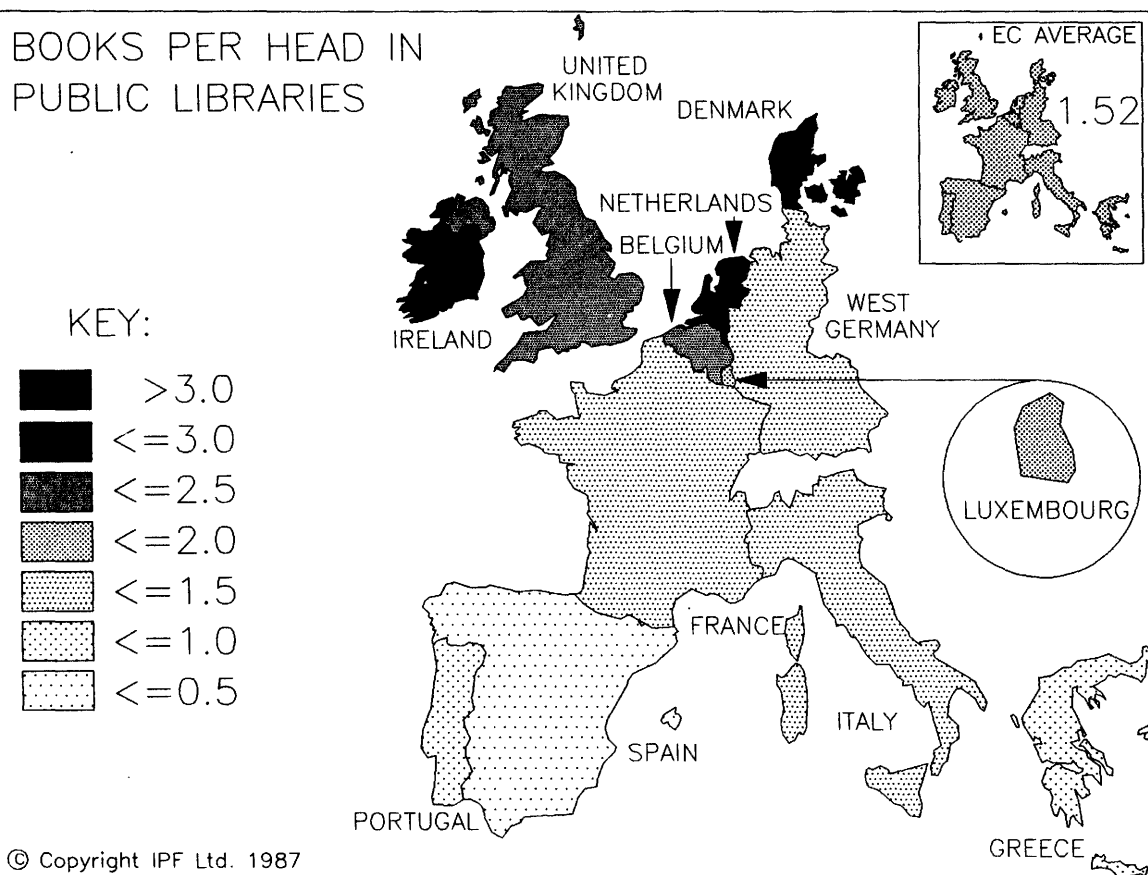 BOOKS PER HEAD IN
PUBLIC LIBRARIES
UNITED
KINGDOM
DENMARK
EC AVERAGE
1.52
NETHERLANDS
BELGIUM
IRELAND
WEST
GERMANY
KEY:
>3.0
<=3.0
<=2.5
<=2.0
<=1.5
<=1.0
<=0.5
LUXEMBOURG
FRANCE
ITALY
SPAIN
PORTUGAL
GREECE
© Copyright IPF Ltd. 1987